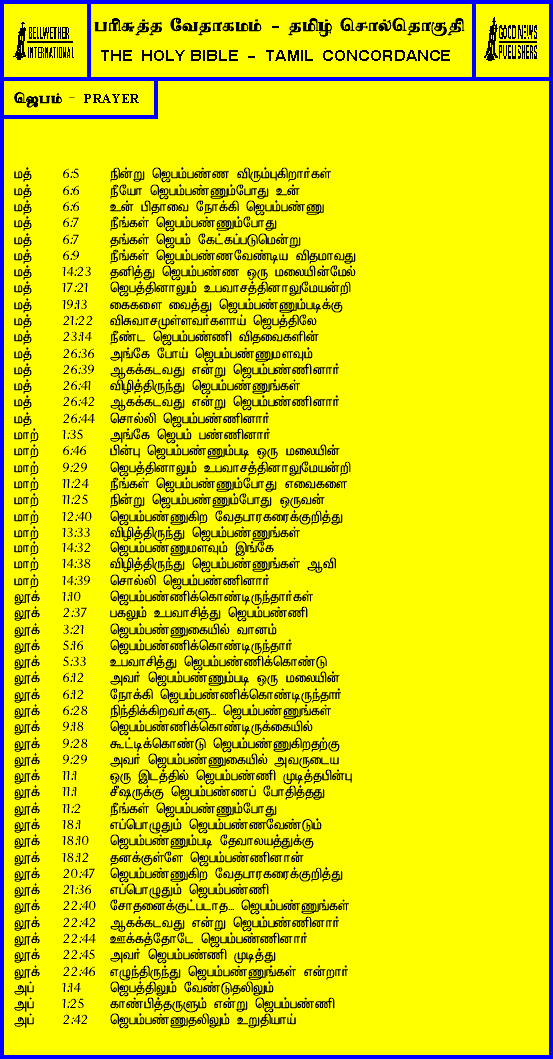 BELLWETHER
INTERNATIONAL
பரிசுத்த வேதாகமம் - தமிழ் சொல்தொகுதி
THE HOLY BIBLE - TAMIL CONCORDANCE
GOOD NEWS
PUBLISHERS
ஜெபம் - PRAYER
மத் 6:5 நின்று ஜெபம்பண்ண விரும்புகிறார்கள்
மத் 6:6 நீயோ ஜெபம்பண்ணும்போது உன்
மத் 6:6 உன் பிதாவை நோக்கி ஜெபம்பண்ணு
மத் 6:7 நீங்கள் ஜெபம்பண்ணும்போது
மத் 6:7 தங்கள் ஜெபம் கேட்கப்படுமென்று
மத் 6:9 நீங்கள் ஜெபம்பண்ணவேண்டிய விதமாவது
மத் 14:23 தனித்து ஜெபம்பண்ண ஒரு மலையின்மேல்
மத் 17:21 ஜெபத்தினாலும் உபவாசத்தினாலுமேயன்றி
மத் 19:13 கைகளை வைத்து ஜெபம்பண்ணும்படிக்கு
மத் 21:22 விசுவாசமுள்ளவர்களாய் ஜெபத்திலே
மத் 23:14 நீண்ட ஜெபம்பண்ணி விதவைகளின்
மத் 26:36 அங்கே போய் ஜெபம்பண்ணுமளவும்
மத் 26:39 ஆகக்கடவது என்று ஜெபம்பண்ணினார்
மத் 26:41 விழித்திருந்து ஜெபம்பண்ணுங்கள்
மத் 26:42 ஆகக்கடவது என்று ஜெபம்பண்ணினார்
மத் 26:44 சொல்லி ஜெபம்பண்ணினார்
மாற் 1:35 அங்கே ஜெபம் பண்ணினார்
மாற் 6:46 பின்பு ஜெபம்பண்ணும்படி ஒரு மலையின்
மாற் 9:29 ஜெபத்தினாலும் உபவாசத்தினாலுமேயன்றி
மாற் 11:24 நீங்கள் ஜெபம்பண்ணும்போது எவைகளை
மாற் 11:25 நின்று ஜெபம்பண்ணும்போது ஒருவன்
மாற் 12:40 ஜெபம்பண்ணுகிற வேதபாரகரைக்குறித்து
மாற் 13:33 விழித்திருந்து ஜெபம்பண்ணுங்கள்
மாற் 14:32 ஜெபம்பண்ணுமளவும் இங்கே
மாற் 14:38 விழித்திருந்து ஜெபம்பண்ணுங்கள் ஆவி
மாற் 14:39 சொல்லி ஜெபம்பண்ணினார்
லூக் 1:10 ஜெபம்பண்ணிக்கொண்டிருந்தார்கள்
லூக் 2:37 பகலும் உபவாசித்து ஜெபம்பண்ணி
லூக் 3:21 ஜெபம்பண்ணுகையில் வானம்
லூக் 5:16 ஜெபம்பண்ணிக்கொண்டிருந்தார்
லூக் 5:33 உபவாசித்து ஜெபம்பண்ணிக்கொண்டு
லூக் 6:12 அவர் ஜெபம்பண்ணும்படி ஒரு மலையின்
லூக் 6:12 நோக்கி ஜெபம்பண்ணிக்கொண்டிருந்தார்
லூக் 6:28 நிந்திக்கிறவர்களு... ஜெபம்பண்ணுங்கள்
லூக் 9:18 ஜெபம்பண்ணிக்கொண்டிருக்கையில்
லூக் 9:28 கூட்டிக்கொண்டு ஜெபம்பண்ணுகிறதற்கு
லூக் 9:29 அவர் ஜெபம்பண்ணுகையில் அவருடைய
லூக் 11:1 ஒரு இடத்தில் ஜெபம்பண்ணி முடித்தபின்பு
லூக் 11:1 சீஷருக்கு ஜெபம்பண்ணப் போதித்தது
லூக் 11:2 நீங்கள் ஜெபம்பண்ணும்போது
லூக் 18:1 எப்பொழுதும் ஜெபம்பண்ணவேண்டும்
லூக் 18:10 ஜெபம்பண்ணும்படி தேவாலயத்துக்கு
லூக் 18:12 தனக்குள்ளே ஜெபம்பண்ணினான்
லூக் 20:47 ஜெபம்பண்ணுகிற வேதபாரகரைக்குறித்து
லூக் 21:36 எப்பொழுதும் ஜெபம்பண்ணி
லூக் 22:40 சோதனைக்குட்படாத... ஜெபம்பண்ணுங்கள்
லூக் 22:42 ஆகக்கடவது என்று ஜெபம்பண்ணினார்
லூக் 22:44 ஊக்கத்தோடே ஜெபம்பண்ணினார்
லூக் 22:45 அவர் ஜெபம்பண்ணி முடித்து
லூக் 22:46 எழுந்திருந்து ஜெபம்பண்ணுங்கள் என்றார்
அப் 1:14 ஜெபத்திலும் வேண்டுதலிலும்
அப் 1:25 காண்பித்தருளும் என்று ஜெபம்பண்ணி
அப் 2:42 ஜெபம்பண்ணுதலிலும் உறுதியாய்